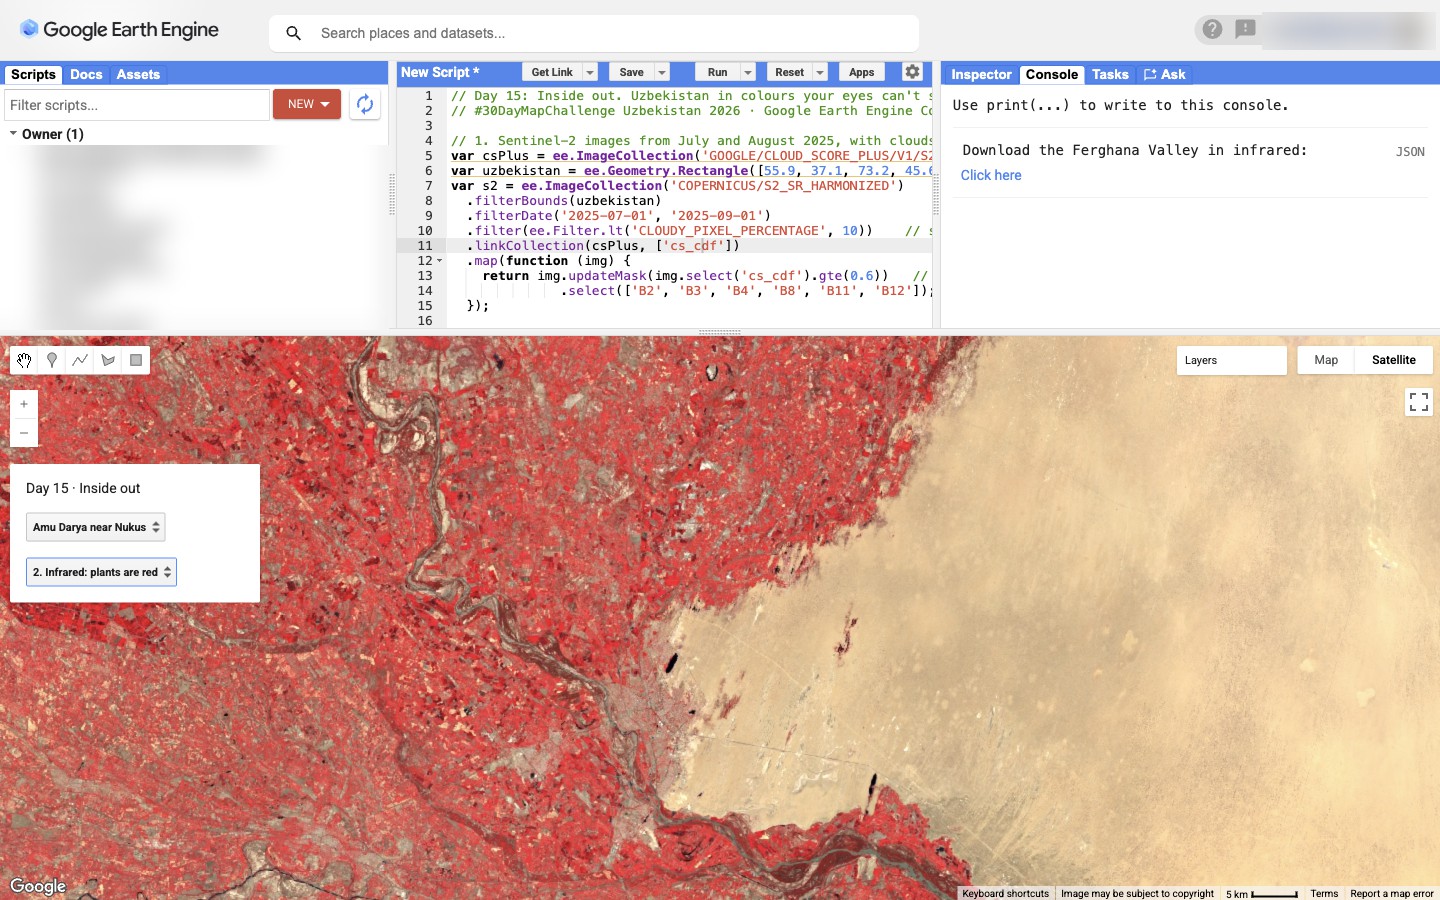 Google Earth Engine
Search places and datasets...
Scripts Docs Assets
Filter scripts...
NEW
Owner (1)
New Script *
Get Link Save Run Reset Apps
1 // Day 15: Inside out. Uzbekistan in colours your eyes can't s
2 // #30DayMapChallenge Uzbekistan 2026 · Google Earth Engine Co
3
4 // 1. Sentinel-2 images from July and August 2025, with clouds
5 var csPlus = ee.ImageCollection('GOOGLE/CLOUD_SCORE_PLUS/V1/S2
6 var uzbekistan = ee.Geometry.Rectangle([55.9, 37.1, 73.2, 45.6
7 var s2 = ee.ImageCollection('COPERNICUS/S2_SR_HARMONIZED')
8 .filterBounds(uzbekistan)
9 .filterDate('2025-07-01', '2025-09-01')
10 .filter(ee.Filter.lt('CLOUDY_PIXEL_PERCENTAGE', 10)) // s
11 .linkCollection(csPlus, ['cs_cdf'])
12 .map(function (img) {
13 return img.updateMask(img.select('cs_cdf').gte(0.6)) //
14 .select(['B2', 'B3', 'B4', 'B8', 'B11', 'B12']);
15 });
16
Inspector Console Tasks Ask
Use print(...) to write to this console.
Download the Ferghana Valley in infrared:
JSON
Click here
Layers
Map Satellite
+
−
Day 15 · Inside out
Amu Darya near Nukus
2. Infrared: plants are red
Google
Keyboard shortcuts Image may be subject to copyright 5 km Terms Report a map error